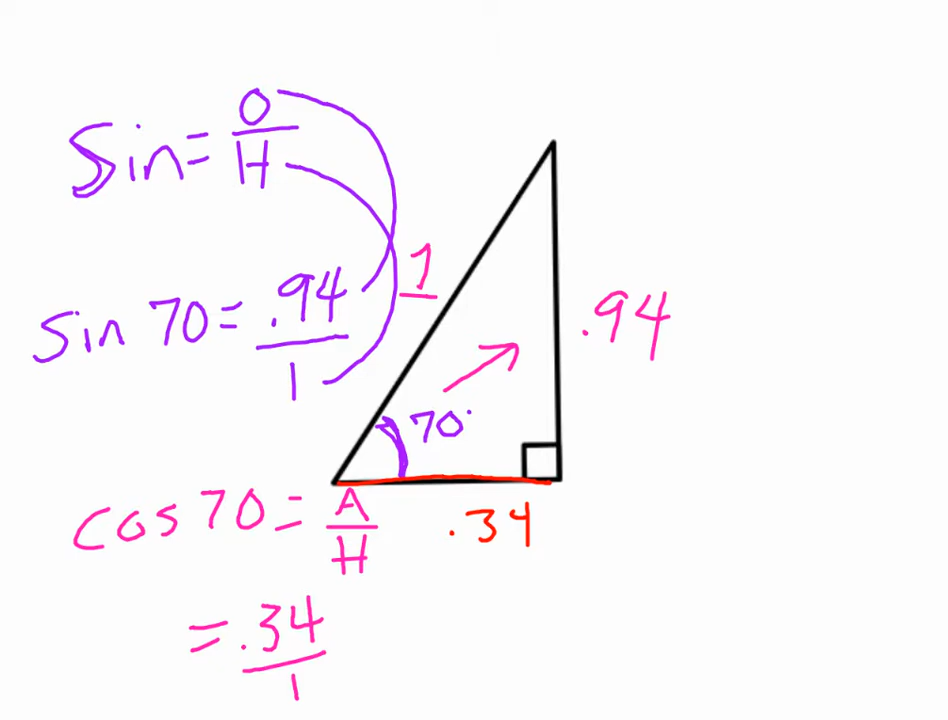 Sin = O/H
1
sin 70 = .94/1
.94
70°
cos 70 = A/H
.34
= .34/1